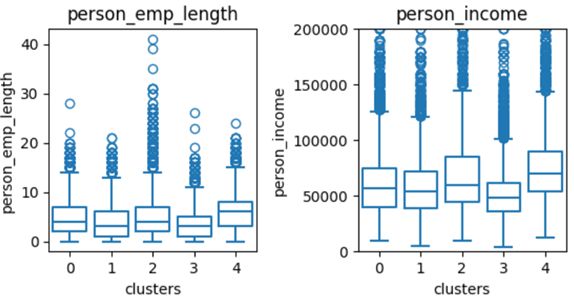 person_emp_length
person_emp_length
40
30
20
10
0
0 1 2 3 4
clusters
person_income
person_income
200000
150000
100000
50000
0
0 1 2 3 4
clusters